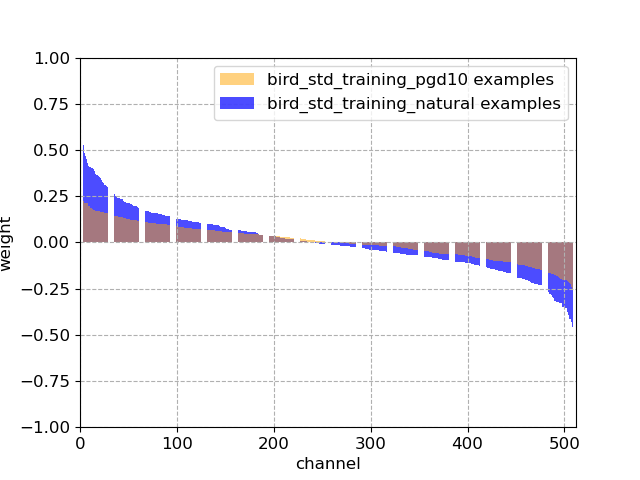 bird_std_training_pgd10 examples
bird_std_training_natural examples
1.00
0.75
0.50
0.25
0.00
−0.25
−0.50
−0.75
−1.00
weight
0 100 200 300 400 500
channel